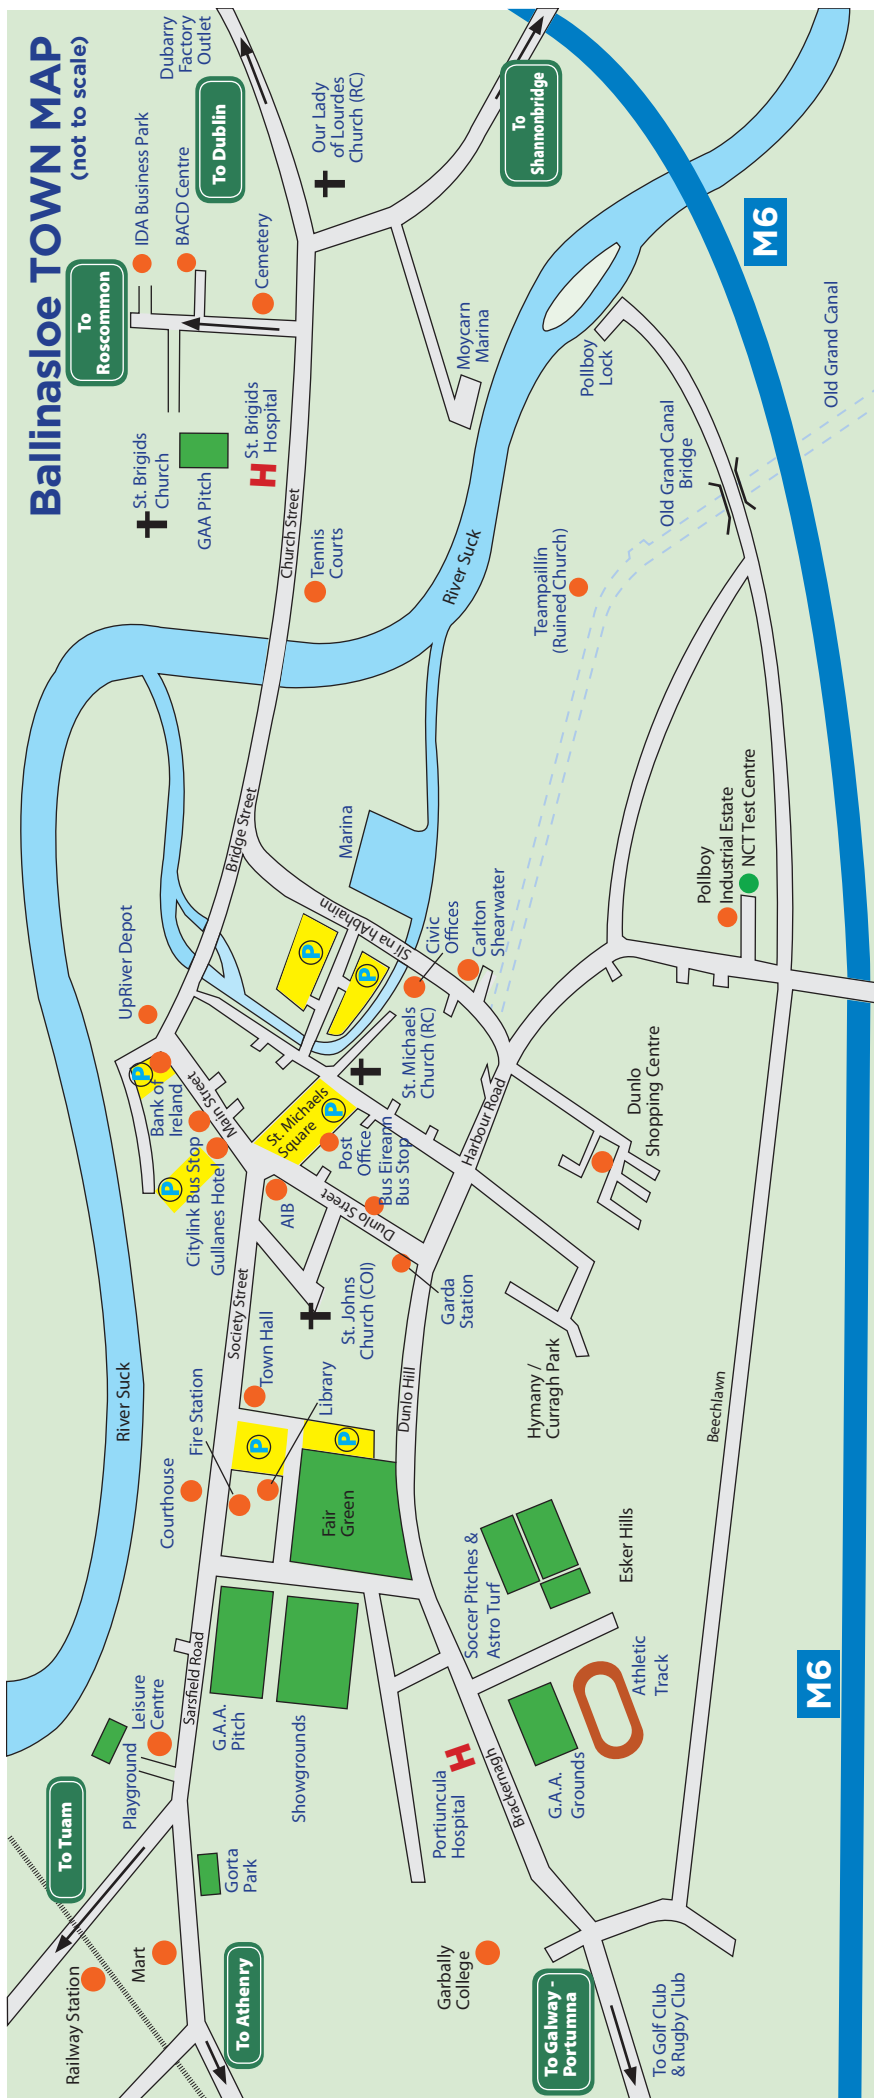 Ballinasloe TOWN MAP
(not to scale)
Dubarry
Factory
Outlet
To Dublin
IDA Business Park
BACD Centre
To
Roscommon
Cemetery
Our Lady
of Lourdes
Church (RC)
To
Shannonbridge
M6
St. Brigids
Church
GAA Pitch
H
St. Brigids
Hospital
Church Street
Tennis
Courts
Moycarn
Marina
Pollboy
Lock
Old Grand Canal
Old Grand Canal
Bridge
River Suck
Teampaillín
(Ruined Church)
Bridge Street
Marina
Slí na hAbhainn
UpRiver Depot
P
P
Civic
Offices
Carlton
Shearwater
Pollboy
Industrial Estate
NCT Test Centre
P
Bank of
Ireland
Main Street
St. Michaels
Church (RC)
St. Michaels
Square
P
Harbour Road
Dunlo
Shopping Centre
P
Citylink Bus Stop
Gullanes Hotel
Post
Office
Bus Eireann
Bus Stop
AIB
Dunlo Street
River Suck
Society Street
St. Johns
Church (COI)
Garda
Station
Town Hall
Library
Fire Station
Courthouse
P
P
Dunlo Hill
Hymany /
Curragh Park
Beechlawn
Fair
Green
Soccer Pitches &
Astro Turf
Esker Hills
Sarsfield Road
Leisure
Centre
Playground
G.A.A.
Pitch
Showgrounds
Athletic
Track
M6
H
Portiuncula
Hospital
Brackernagh
G.A.A.
Grounds
To Tuam
Gorta
Park
Mart
Railway Station
To Athenry
Garbally
College
To Galway -
Portumna
To Golf Club
& Rugby Club